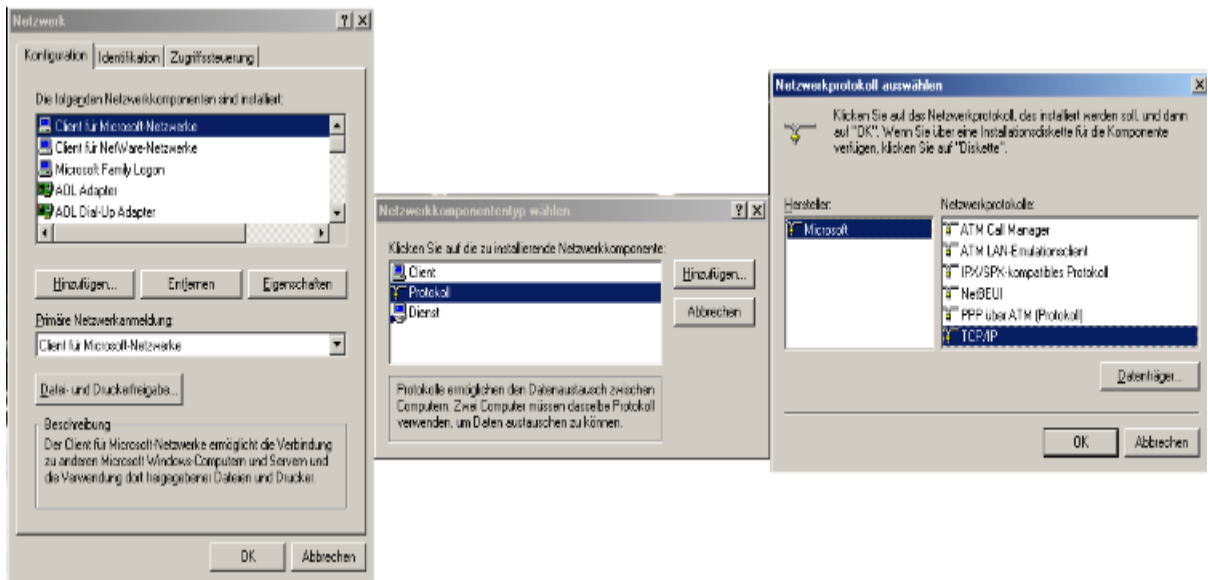 Netzwerk
Konfiguration Identifikation Zugriffssteuerung
Die folgenden Netzwerkkomponenten sind installiert:
Client für Microsoft-Netzwerke
Client für NetWare-Netzwerke
Microsoft Family Logon
AOL Adapter
AOL Dial-Up Adapter
Hinzufügen... Entfernen Eigenschaften
Primäre Netzwerkanmeldung:
Client für Microsoft-Netzwerke
Datei- und Druckerfreigabe...
Beschreibung
Der Client für Microsoft-Netzwerke ermöglicht die Verbindung
zu anderen Microsoft Windows-Computern und Servern und
die Verwendung dort freigegebener Dateien und Drucker.
OK Abbrechen
Netzwerkkomponententyp wählen
Klicken Sie auf die zu installierende Netzwerkkomponente:
Client
Protokoll
Dienst
Hinzufügen...
Abbrechen
Protokolle ermöglichen den Datenaustausch zwischen
Computern. Zwei Computer müssen dasselbe Protokoll
verwenden, um Daten austauschen zu können.
Netzwerkprotokoll auswählen
Klicken Sie auf das Netzwerkprotokoll, das installiert werden soll, und dann
auf "OK". Wenn Sie über eine Installationsdiskette für die Komponente
verfügen, klicken Sie auf "Diskette".
Hersteller:
Microsoft
Netzwerkprotokolle:
ATM Call Manager
ATM LAN-Emulationsclient
IPX/SPX-kompatibles Protokoll
NetBEUI
PPP über ATM (Protokoll)
TCP/IP
Datenträger...
OK Abbrechen